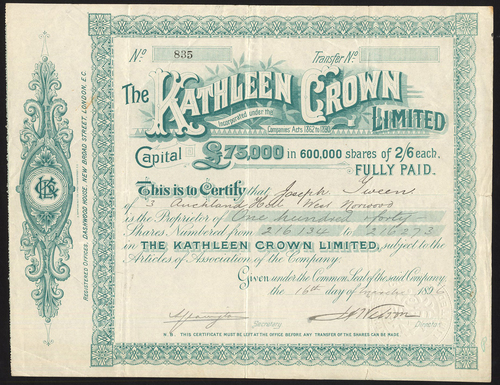 No 835 Transfer No
The KATHLEEN CROWN LIMITED
Incorporated under the Companies' Acts 1862 to 1890
Capital £75,000 in 600,000 shares of 2/6 each,
FULLY PAID.
This is to Certify that Joseph
of 3 Auckland Hill West Norwood
is the Proprietor of One hundred forty
Shares Numbered from 216134 to 216273
in THE KATHLEEN CROWN LIMITED, subject to the
Articles of Association of the Company.
Given under the Common Seal of the said Company
the 16th day of 1896
Secretary. Director.
N.B. THIS CERTIFICATE MUST BE LEFT AT THE OFFICE BEFORE ANY TRANSFER OF THE SHARES CAN BE MADE.
REGISTERED OFFICES. DASHWOOD HOUSE, NEW BROAD STREET, LONDON, E.C.